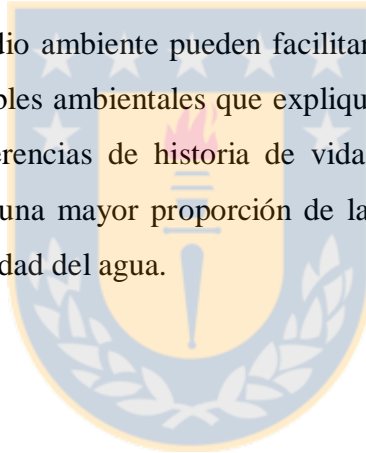 dio ambiente pueden facilitar
bles ambientales que expliqu
erencias de historia de vida
una mayor proporción de la
dad del agua.